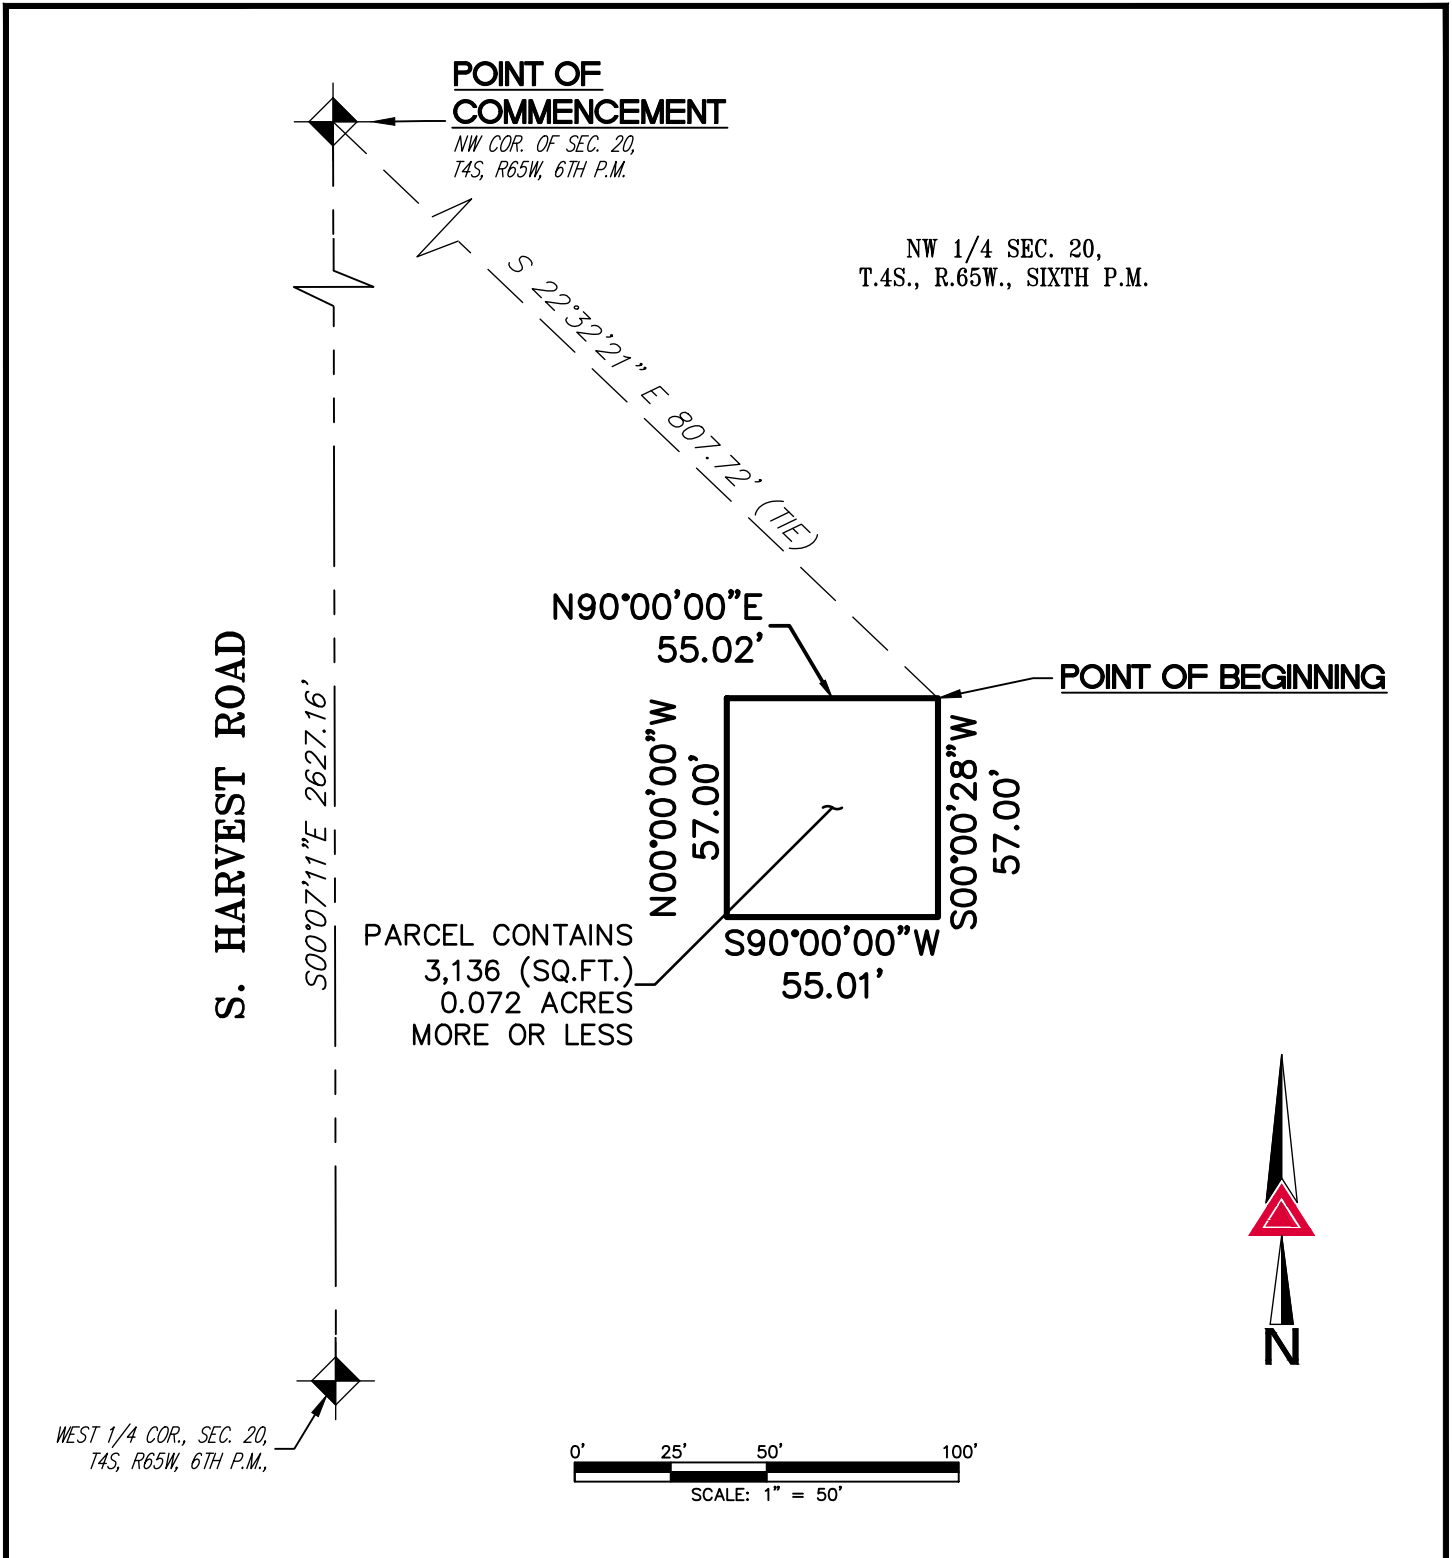 POINT OF
COMMENCEMENT
NW COR. OF SEC. 20,
T4S, R65W, 6TH P.M.
NW 1/4 SEC. 20,
T.4S., R.65W., SIXTH P.M.
S 22°32'21" E 807.72' (TIE)
N90°00'00"E
55.02'
POINT OF BEGINNING
S. HARVEST ROAD
S00°07'11"E 2627.16'
N00°00'00"W
57.00'
S00°00'28"W
57.00'
S90°00'00"W
55.01'
PARCEL CONTAINS
3,136 (SQ.FT.)
0.072 ACRES
MORE OR LESS
N
WEST 1/4 COR., SEC. 20,
T4S, R65W, 6TH P.M.,
0' 25' 50' 100'
SCALE: 1" = 50'